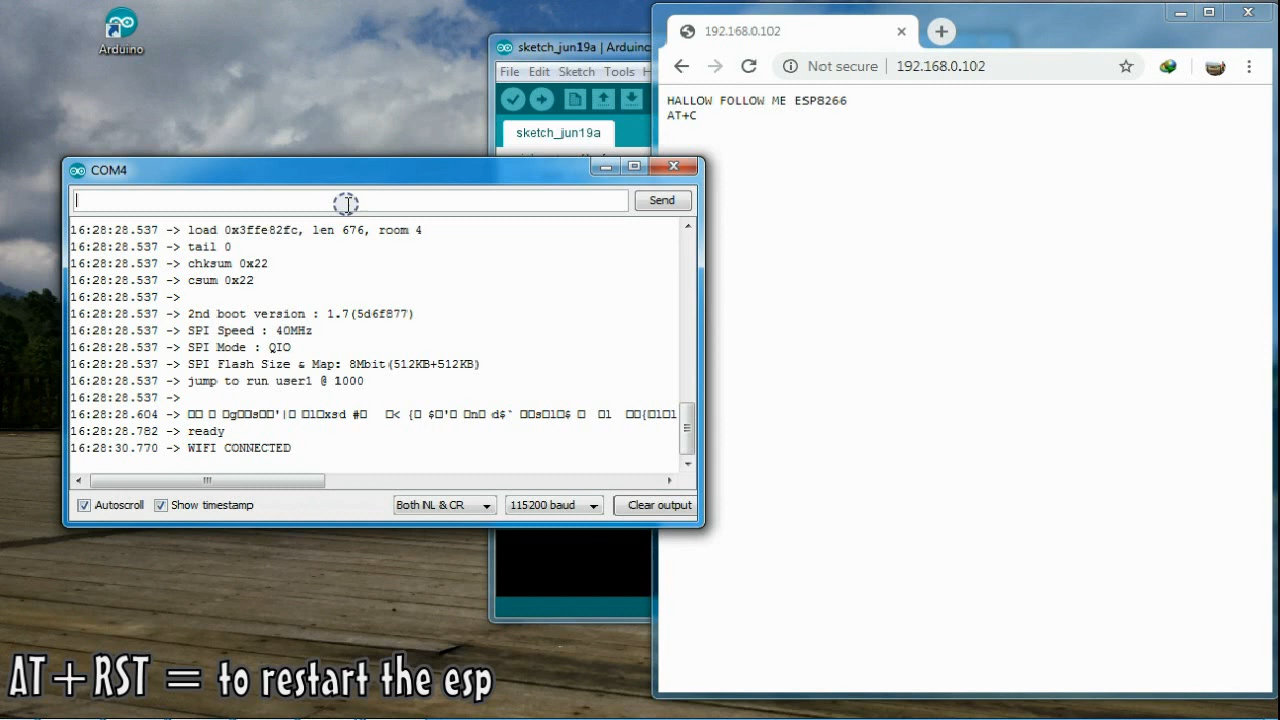 Arduino
sketch_jun19a | Arduino
File Edit Sketch Tools H
sketch_jun19a
192.168.0.102
Not secure | 192.168.0.102
HALLOW FOLLOW ME ESP8266
AT+C
COM4
Send
16:28:28.537 -> load 0x3ffe82fc, len 676, room 4
16:28:28.537 -> tail 0
16:28:28.537 -> chksum 0x22
16:28:28.537 -> csum 0x22
16:28:28.537 ->
16:28:28.537 -> 2nd boot version : 1.7(5d6f877)
16:28:28.537 -> SPI Speed : 40MHz
16:28:28.537 -> SPI Mode : QIO
16:28:28.537 -> SPI Flash Size & Map: 8Mbit(512KB+512KB)
16:28:28.537 -> jump to run user1 @ 1000
16:28:28.537 ->
16:28:28.604 ->
16:28:28.782 -> ready
16:28:30.770 -> WIFI CONNECTED
Autoscroll Show timestamp Both NL & CR 115200 baud Clear output
AT+RST = to restart the esp